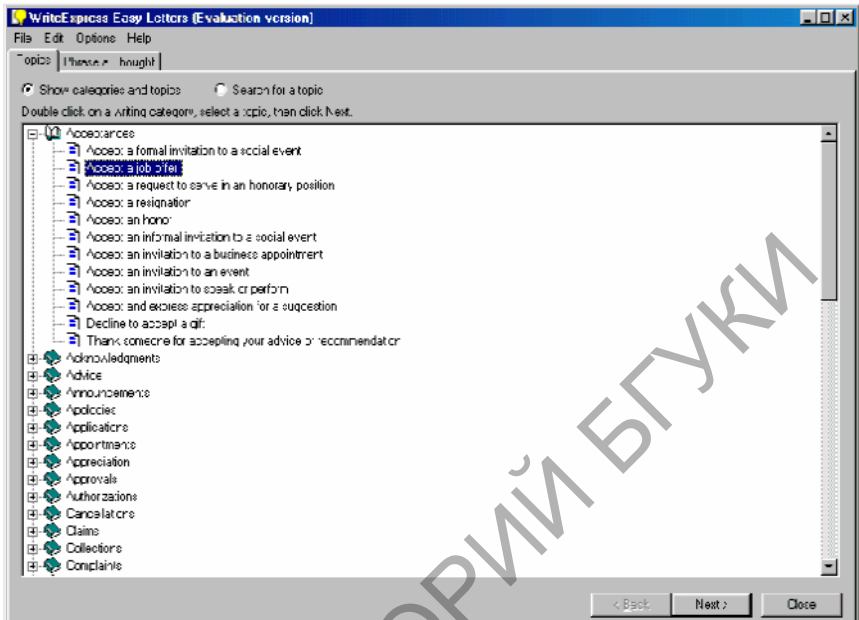 WriteExpress Easy Letters (Evaluation version)
File Edit Options Help
Topics Phrase a Thought
Show categories and topics Search for a topic
Double click on a writing category, select a topic, then click Next.
Acceptances
Accept a formal invitation to a social event
Accept a job offer
Accept a request to serve in an honorary position
Accept a resignation
Accept an honor
Accept an informal invitation to a social event
Accept an invitation to a business appointment
Accept an invitation to an event
Accept an invitation to speak or perform
Accept and express appreciation for a suggestion
Decline to accept a gift
Thank someone for accepting your advice or recommendation
Acknowledgments
Advice
Announcements
Apologies
Applications
Appointments
Appreciation
Approvals
Authorizations
Cancellations
Claims
Collections
Complaints
< Back Next > Close
ОРИЙ БГУКИ